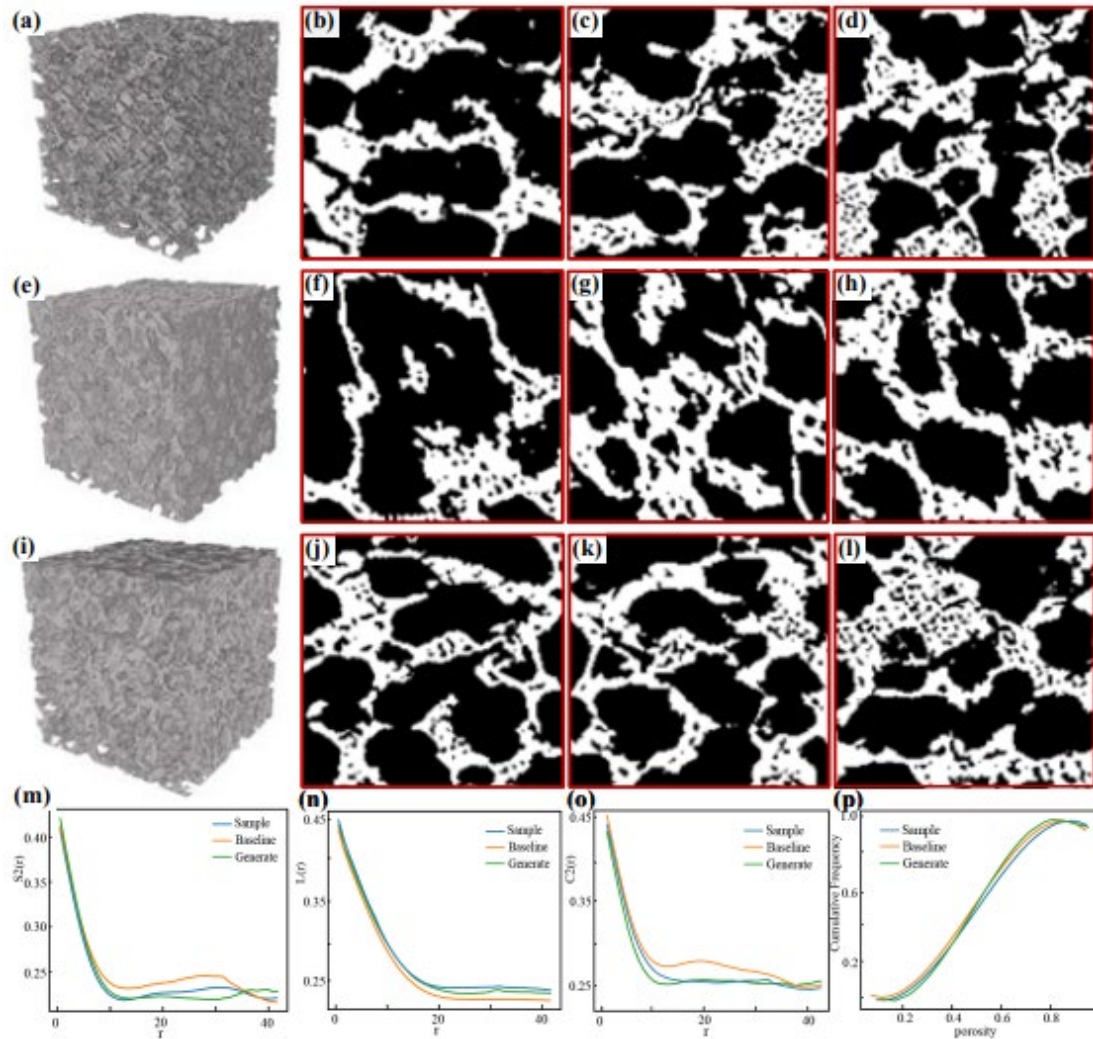 (a) (b) (c) (d)
(e) (f) (g) (h)
(i) (j) (k) (l)
(m) (n) (o) (p)
0.40
0.35
0.30
0.25
S2(r)
Sample
Baseline
Generate
0 20 40
r
0.45
0.35
0.25
L(r)
Sample
Baseline
Generate
0 20 40
r
0.45
0.35
0.25
C2(r)
Sample
Baseline
Generate
0 20 40
r
1.0
0.6
0.2
Cumulative Frequency
Sample
Baseline
Generate
0.2 0.4 0.6 0.8
porosity